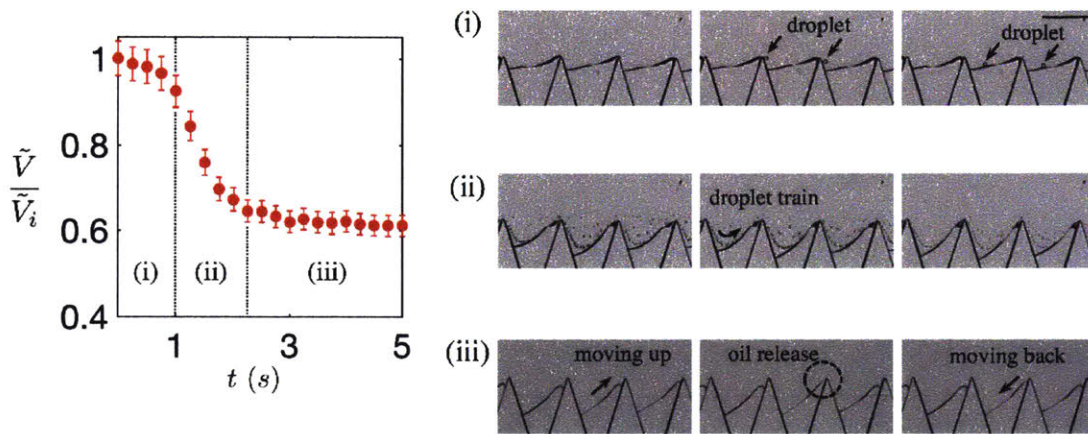 1
0.8
0.6
0.4
Ṽ
Ṽᵢ
(i)
(ii)
(iii)
1
3
5
t (s)
(i)
droplet
droplet
(ii)
droplet train
(iii)
moving up
oil release
moving back